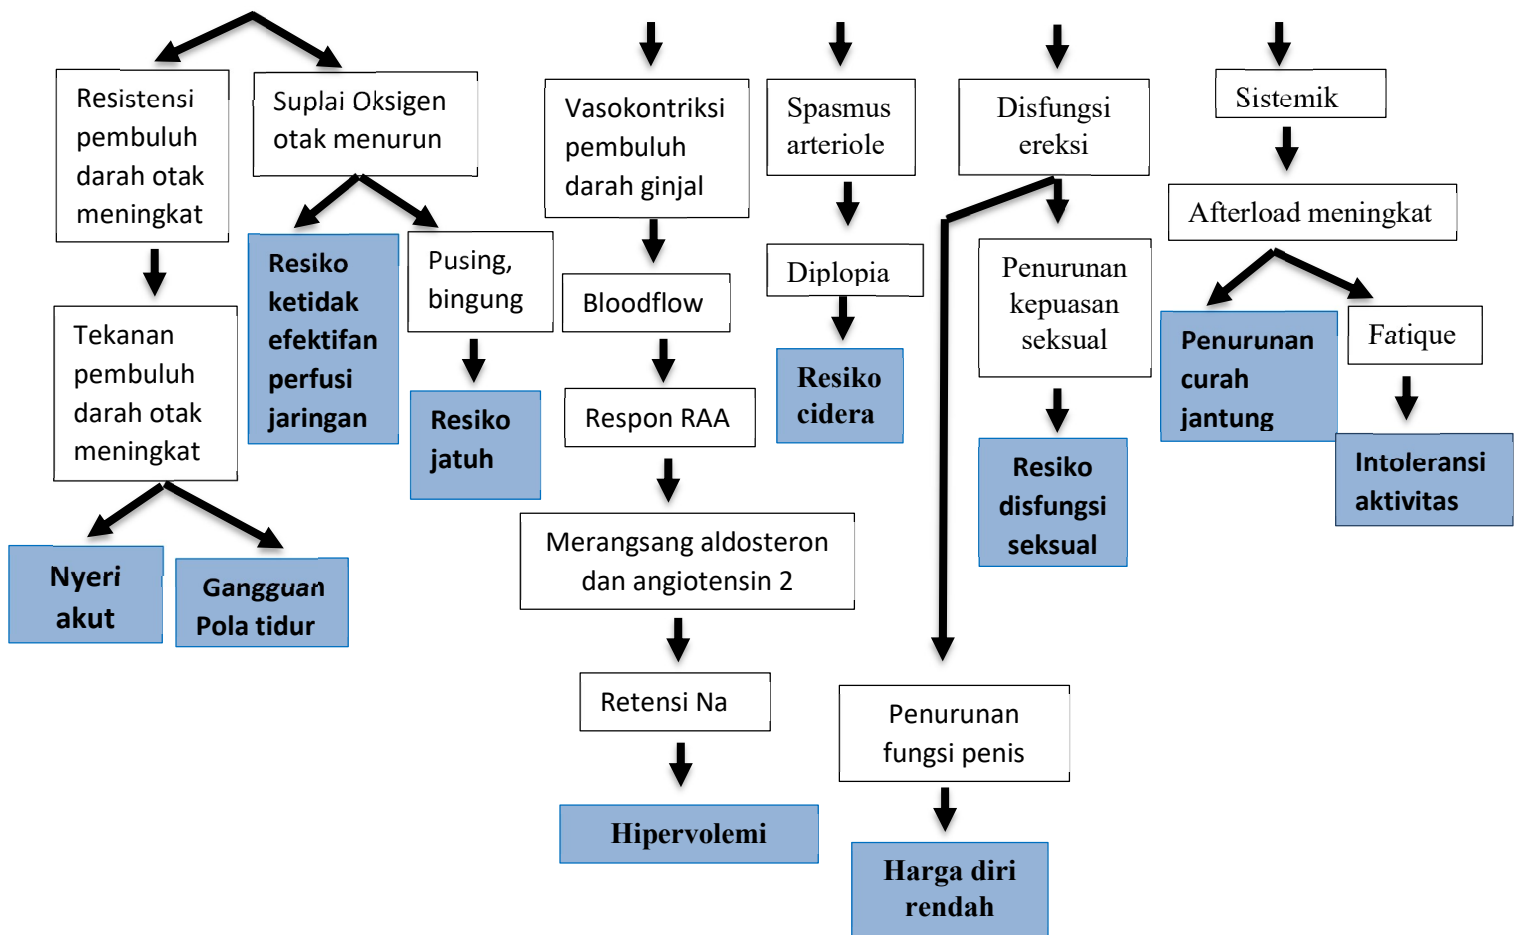 Resistensi
pembuluh
darah otak
meningkat
Suplai Oksigen
otak menurun
Vasokontriksi
pembuluh
darah ginjal
Spasmus
arteriole
Disfungsi
ereksi
Sistemik
Afterload meningkat
Resiko
ketidak
efektifan
perfusi
jaringan
Pusing,
bingung
Bloodflow
Diplopia
Penurunan
kepuasan
seksual
Penurunan
curah
jantung
Fatique
Tekanan
pembuluh
darah otak
meningkat
Resiko
jatuh
Respon RAA
Resiko
cidera
Resiko
disfungsi
seksual
Intoleransi
aktivitas
Nyeri
akut
Gangguan
Pola tidur
Merangsang aldosteron
dan angiotensin 2
Retensi Na
Penurunan
fungsi penis
Hipervolemi
Harga diri
rendah